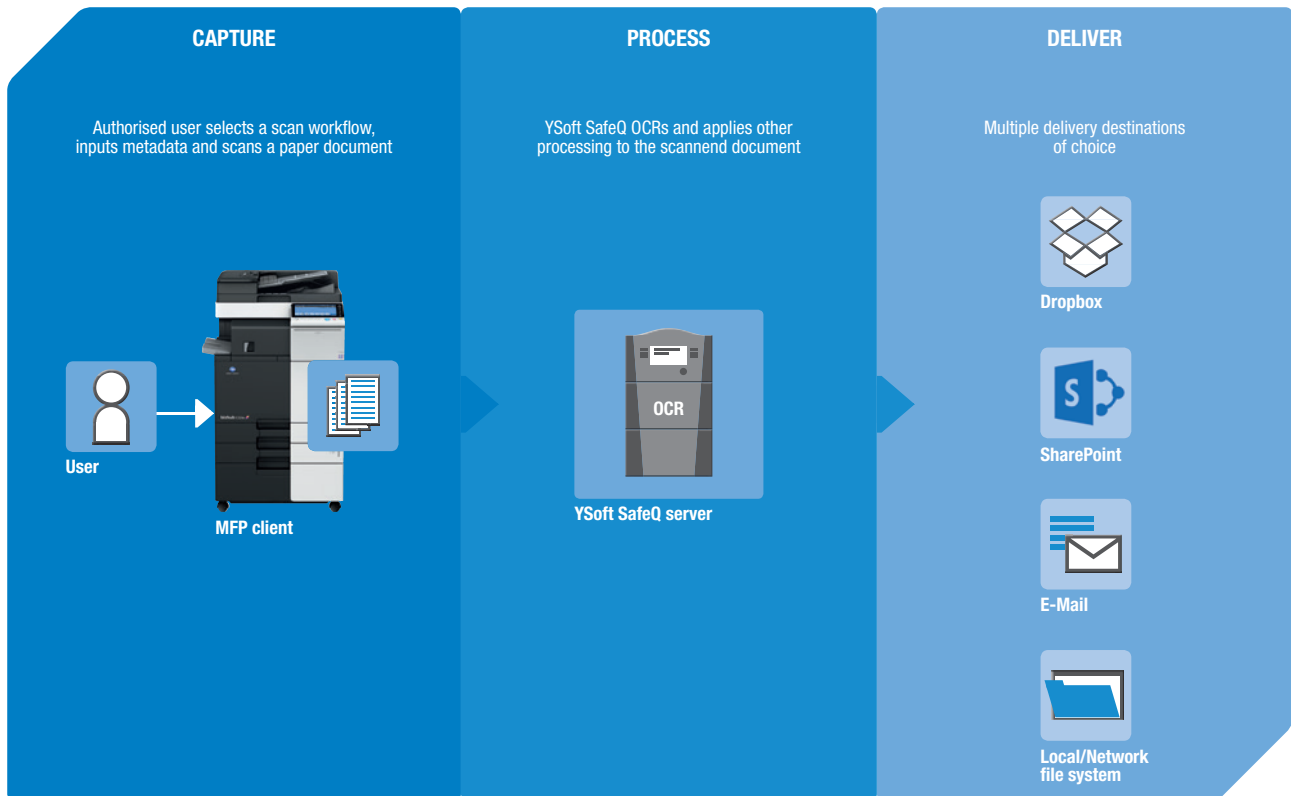 CAPTURE
Authorised user selects a scan workflow,
inputs metadata and scans a paper document
User
MFP client
PROCESS
YSoft SafeQ OCRs and applies other
processing to the scannend document
OCR
YSoft SafeQ server
DELIVER
Multiple delivery destinations
of choice
Dropbox
S
SharePoint
E-Mail
Local/Network
file system